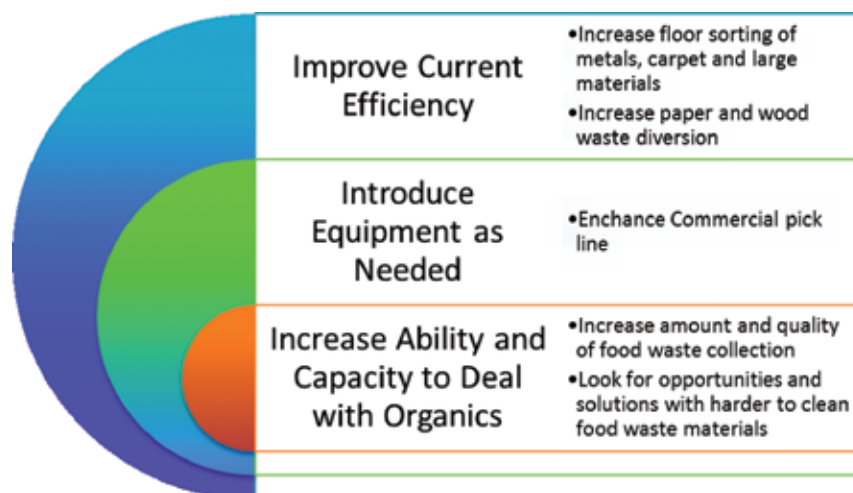 Improve Current
Efficiency
•Increase floor sorting of
metals, carpet and large
materials
•Increase paper and wood
waste diversion
Introduce
Equipment as
Needed
•Enchance Commercial pick
line
Increase Ability and
Capacity to Deal
with Organics
•Increase amount and quality
of food waste collection
•Look for opportunities and
solutions with harder to clean
food waste materials